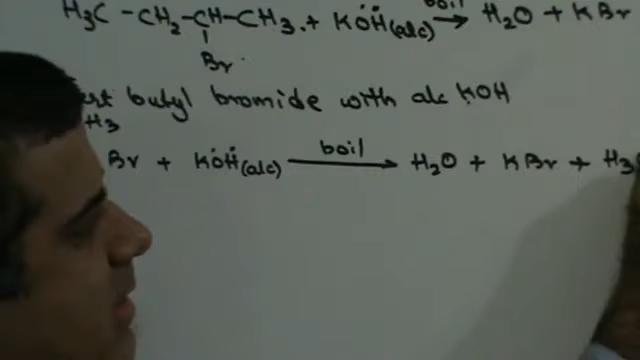 H₃C-CH₂-CH-CH₃ + KOH(alc) boil → H₂O + KBr
Br
butyl bromide with alc KOH
H₃
Br + KOH(alc) boil → H₂O + KBr + H₃